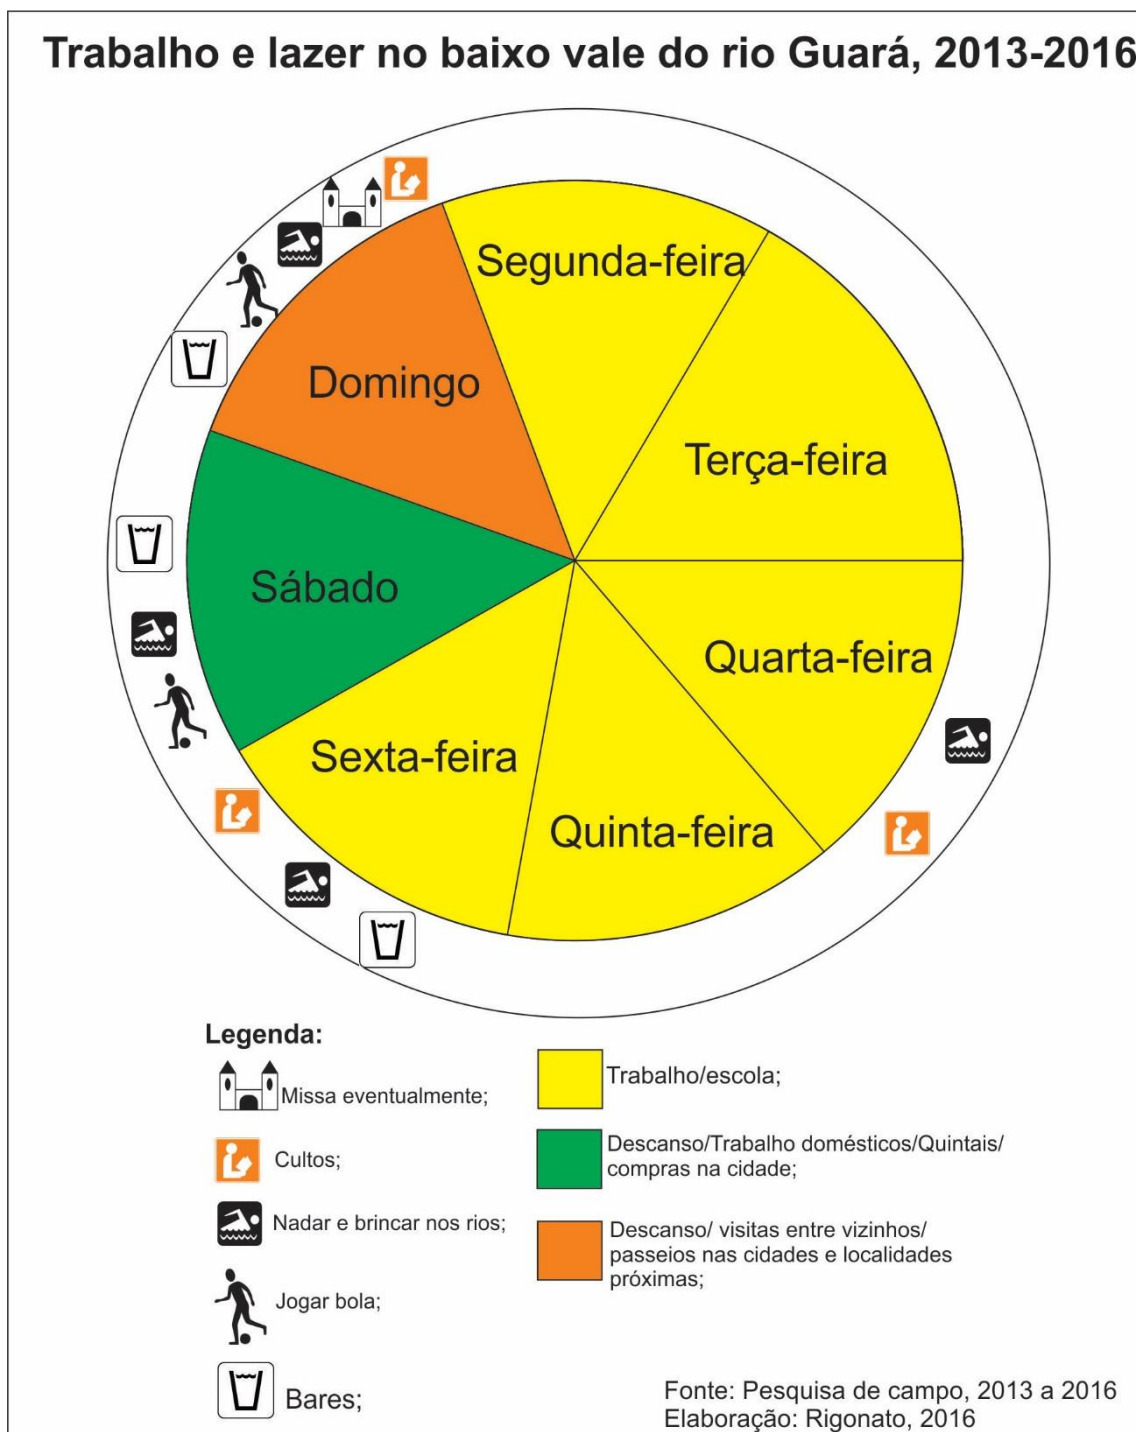 Trabalho e lazer no baixo vale do rio Guará, 2013-2016
Segunda-feira
Domingo
Terça-feira
Sábado
Quarta-feira
Sexta-feira
Quinta-feira
Legenda:
Missa eventualmente;
Cultos;
Nadar e brincar nos rios;
Jogar bola;
Bares;
Trabalho/escola;
Descanso/Trabalho domésticos/Quintais/
compras na cidade;
Descanso/ visitas entre vizinhos/
passeios nas cidades e localidades
próximas;
Fonte: Pesquisa de campo, 2013 a 2016
Elaboração: Rigonato, 2016